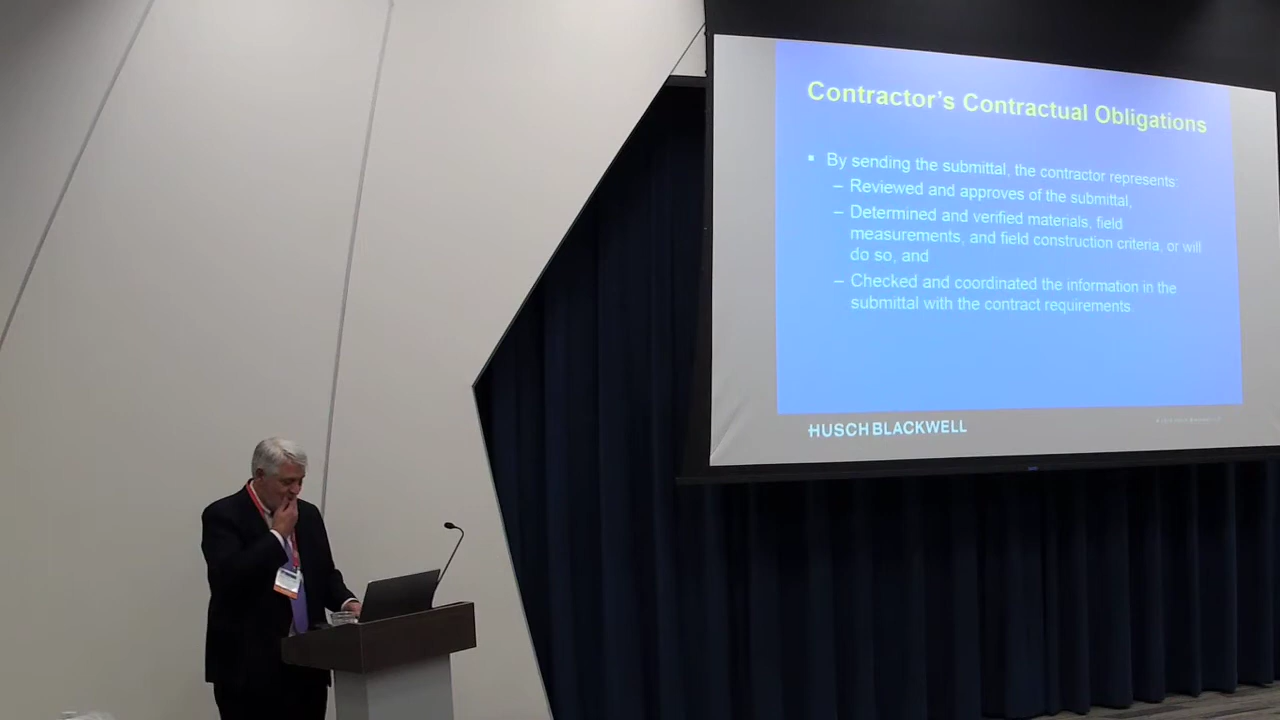 Contractor's Contractual Obligations
▪ By sending the submittal, the contractor represents:
– Reviewed and approves of the submittal,
– Determined and verified materials, field
measurements, and field construction criteria, or will
do so, and
– Checked and coordinated the information in the
submittal with the contract requirements.
HUSCH BLACKWELL